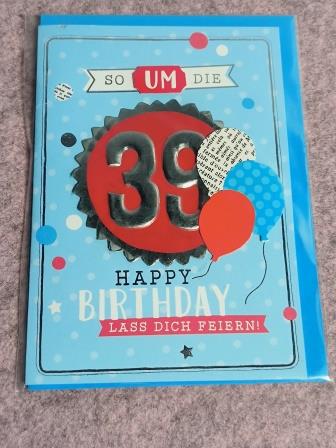 SO UM DIE
39
HAPPY
BIRTHDAY
LASS DICH FEIERN!